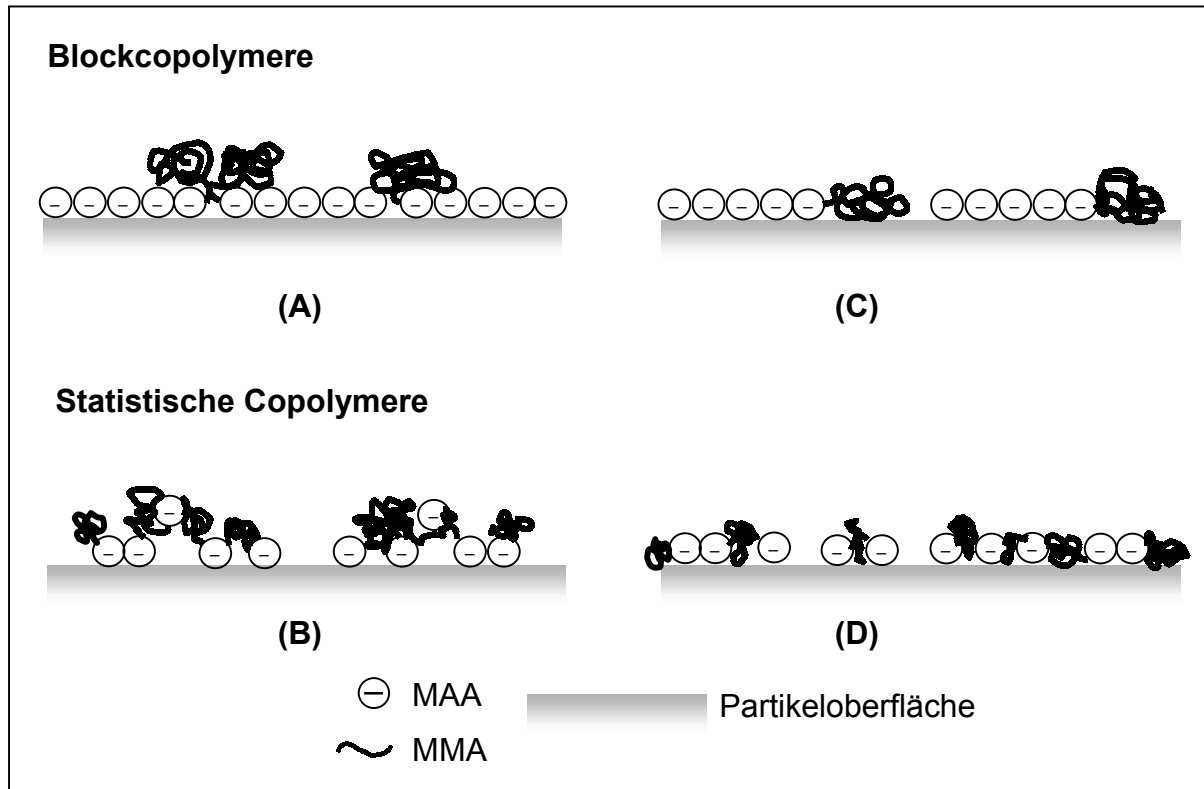 Blockcopolymere
(A)
(C)
Statistische Copolymere
(B)
(D)
MAA
Partikeloberfläche
MMA